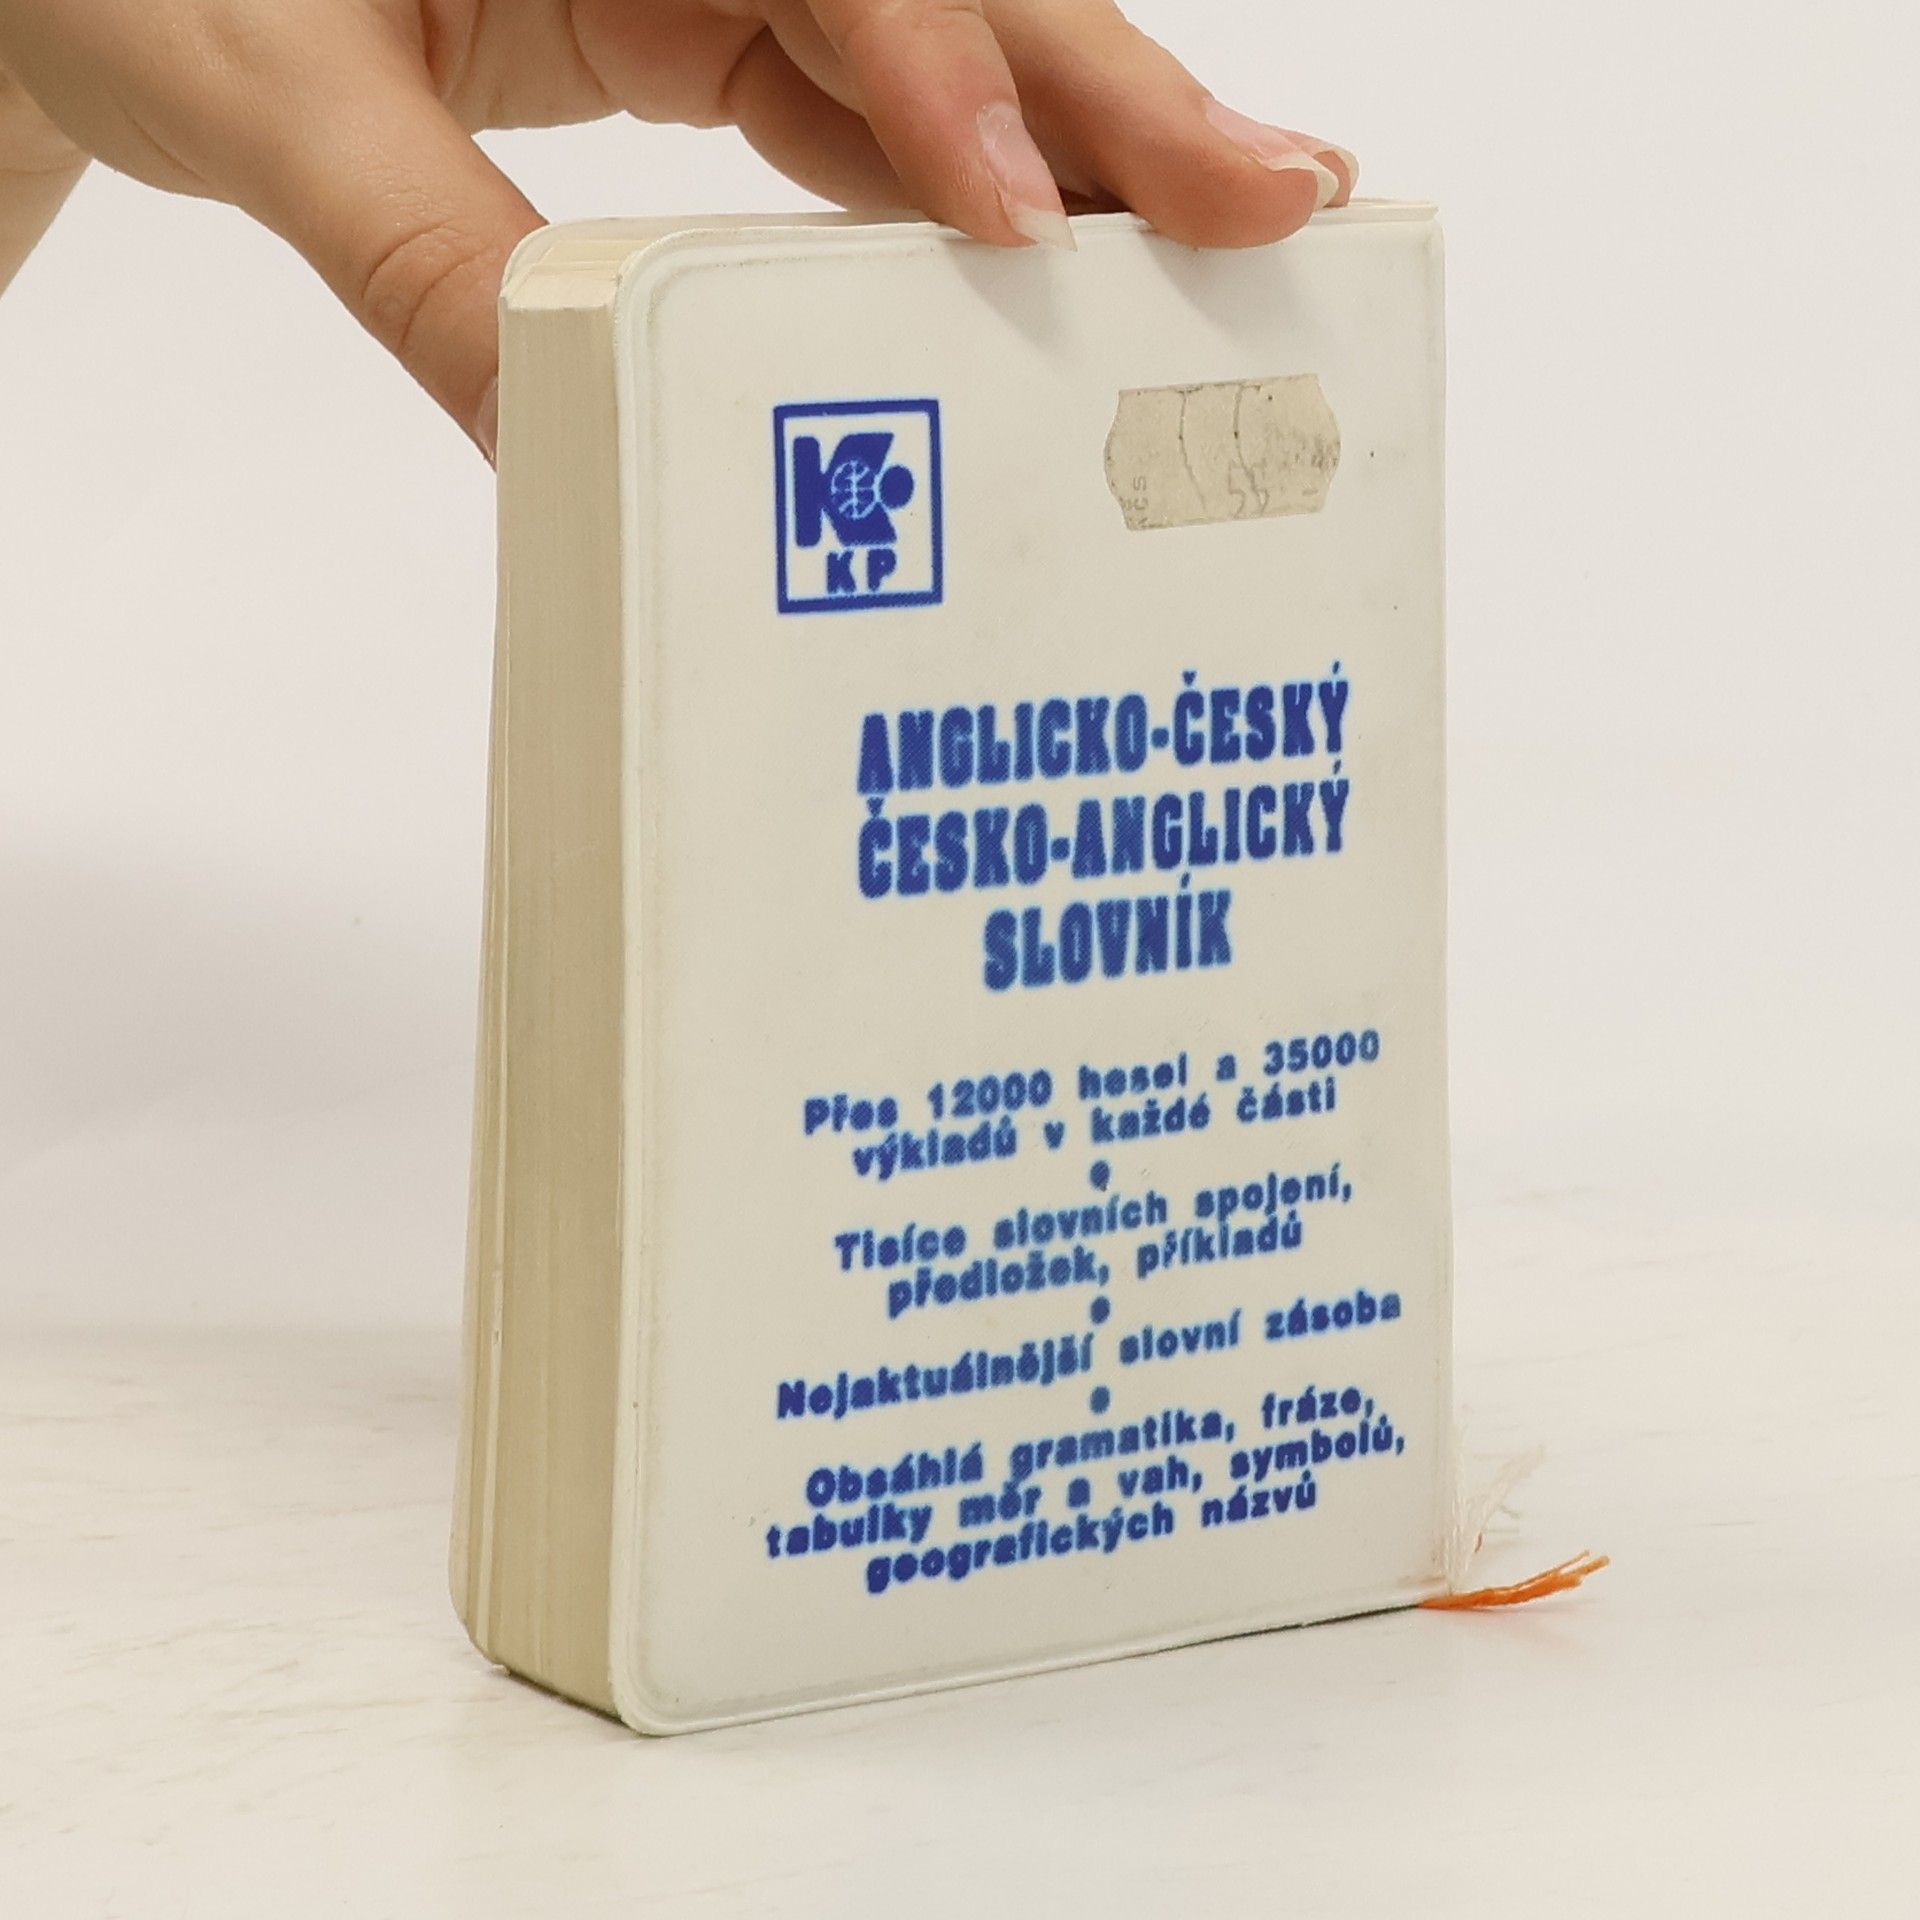 K
KP
ANGLICKO-ČESKÝ
ČESKO-ANGLICKÝ
SLOVNÍK
Přes 12000 hesel a 35000
výkladů v každé části
•
Tisíce slovních spojení,
předložek, příkladů
•
Nejaktuálnější slovní zásoba
•
Obsáhlá gramatika, fráze,
tabulky měr a vah, symbolů,
geografických názvů